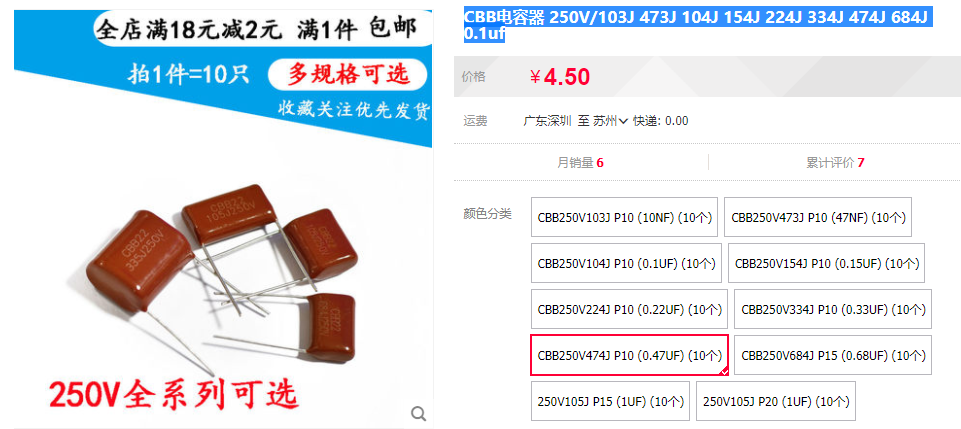 全店满18元减2元 满1件 包邮
拍1件=10只
多规格可选
收藏关注优先发货
CBB22
335J250V
CBB22
105J250V
CBB22
250V全系列可选
CBB电容器 250V/103J 473J 104J 154J 224J 334J 474J 684J
0.1uf
价格
¥4.50
运费
广东深圳 至 苏州 快递: 0.00
月销量 6
累计评价 7
颜色分类
CBB250V103J P10 (10NF) (10个)
CBB250V473J P10 (47NF) (10个)
CBB250V104J P10 (0.1UF) (10个)
CBB250V154J P10 (0.15UF) (10个)
CBB250V224J P10 (0.22UF) (10个)
CBB250V334J P10 (0.33UF) (10个)
CBB250V474J P10 (0.47UF) (10个)
CBB250V684J P15 (0.68UF) (10个)
250V105J P15 (1UF) (10个)
250V105J P20 (1UF) (10个)